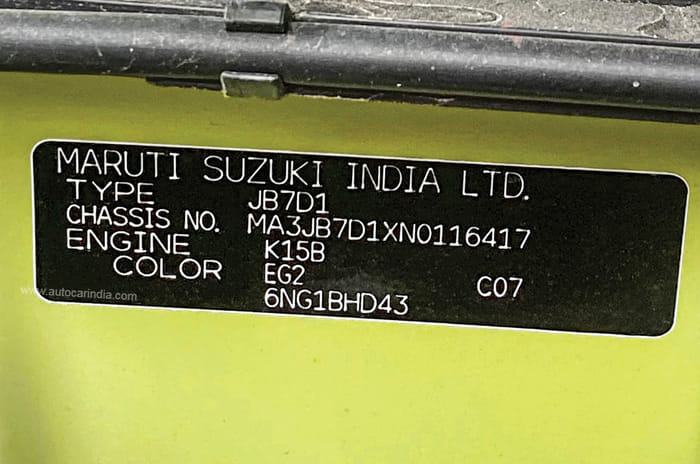 MARUTI SUZUKI INDIA LTD.
TYPE JB7D1
CHASSIS NO. MA3JB7D1XN0116417
ENGINE K15B
COLOR EG2 C07
6NG1BHD43
www.autocarindia.com